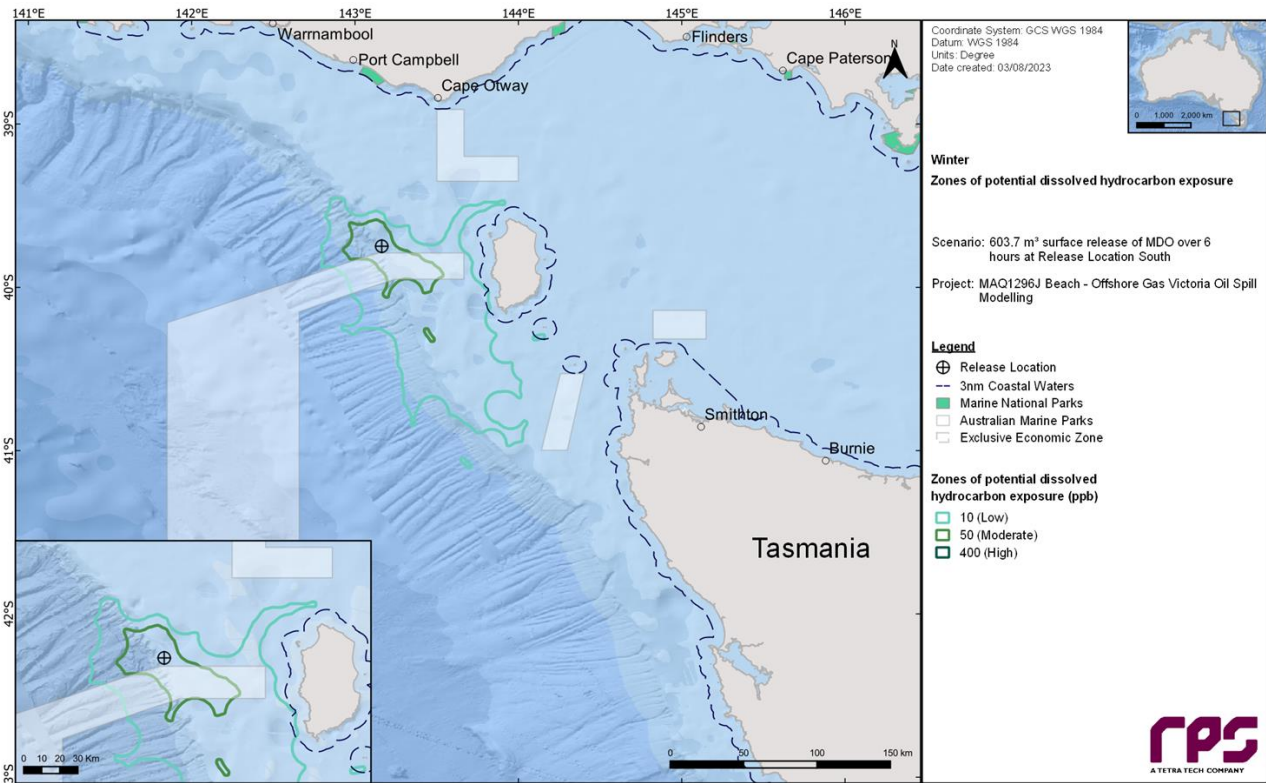 141°E 142°E 143°E 144°E 145°E 146°E
Warrnambool
Port Campbell
Cape Otway
Flinders
Cape Paterson
39°S
40°S
41°S
42°S
3°S
Smithton
Burnie
Tasmania
0 10 20 30 Km
0 50 100 150 km
Coordinate System: GCS WGS 1984
Datum: WGS 1984
Units: Degree
Date created: 03/08/2023
N
0 1,000 2,000 km
Winter
Zones of potential dissolved hydrocarbon exposure
Scenario: 603.7 m³ surface release of MDO over 6
hours at Release Location South
Project: MAQ1296J Beach - Offshore Gas Victoria Oil Spill
Modelling
Legend
Release Location
3nm Coastal Waters
Marine National Parks
Australian Marine Parks
Exclusive Economic Zone
Zones of potential dissolved
hydrocarbon exposure (ppb)
10 (Low)
50 (Moderate)
400 (High)
rps
A TETRA TECH COMPANY